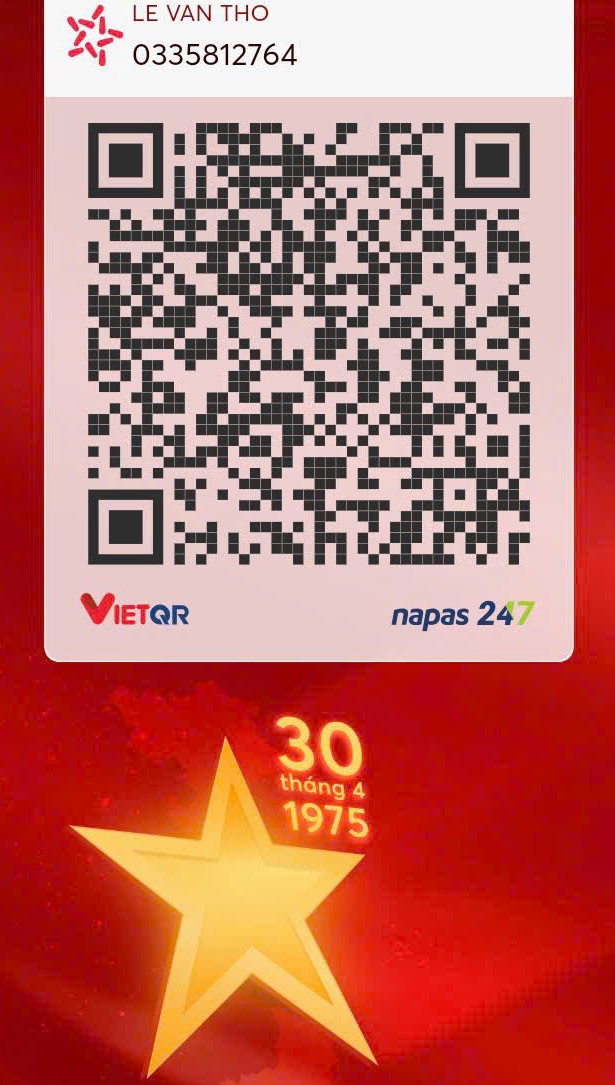 LE VAN THO
0335812764
VIETQR
napas 247
30
tháng 4
1975